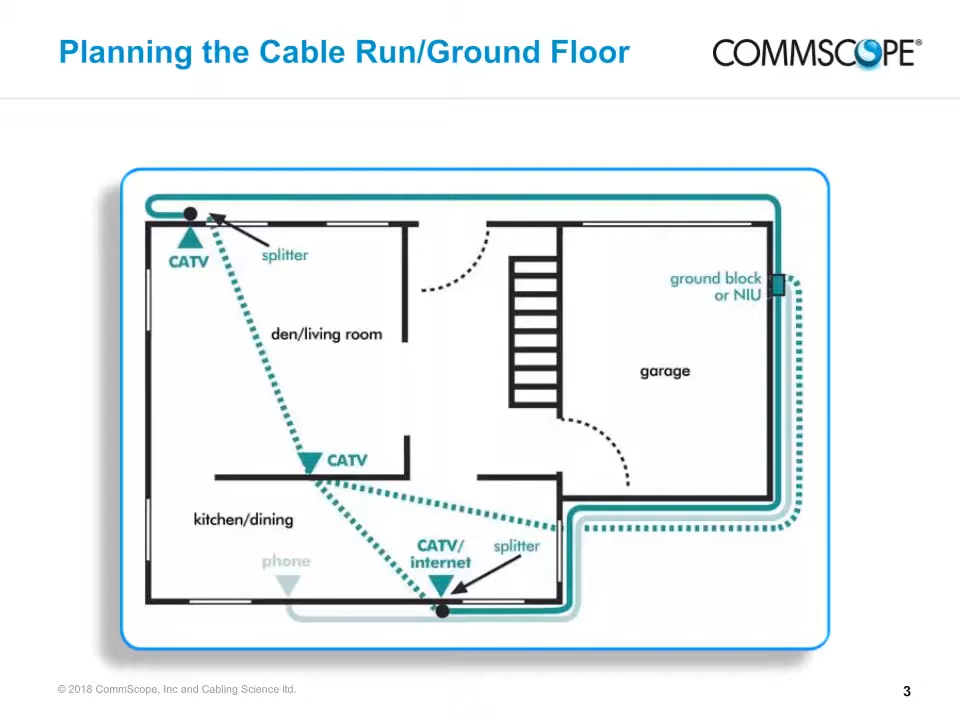 Planning the Cable Run/Ground Floor
COMMSCOPE®
CATV
splitter
ground block
or NIU
den/living room
garage
CATV
kitchen/dining
CATV/
internet
splitter
phone
© 2018 CommScope, Inc and Cabling Science ltd.
3